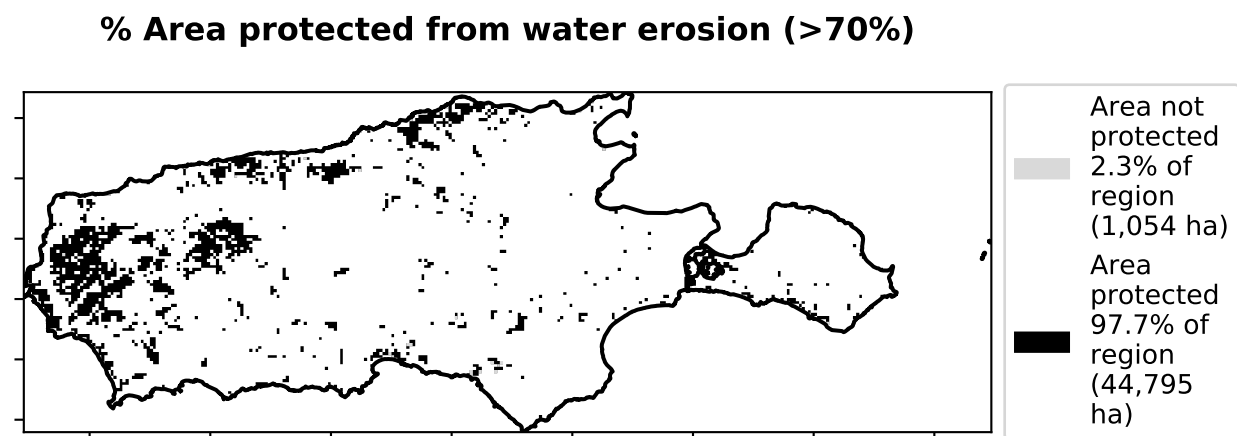 % Area protected from water erosion (>70%)
Area not
protected
2.3% of
region
(1,054 ha)
Area
protected
97.7% of
region
(44,795
ha)